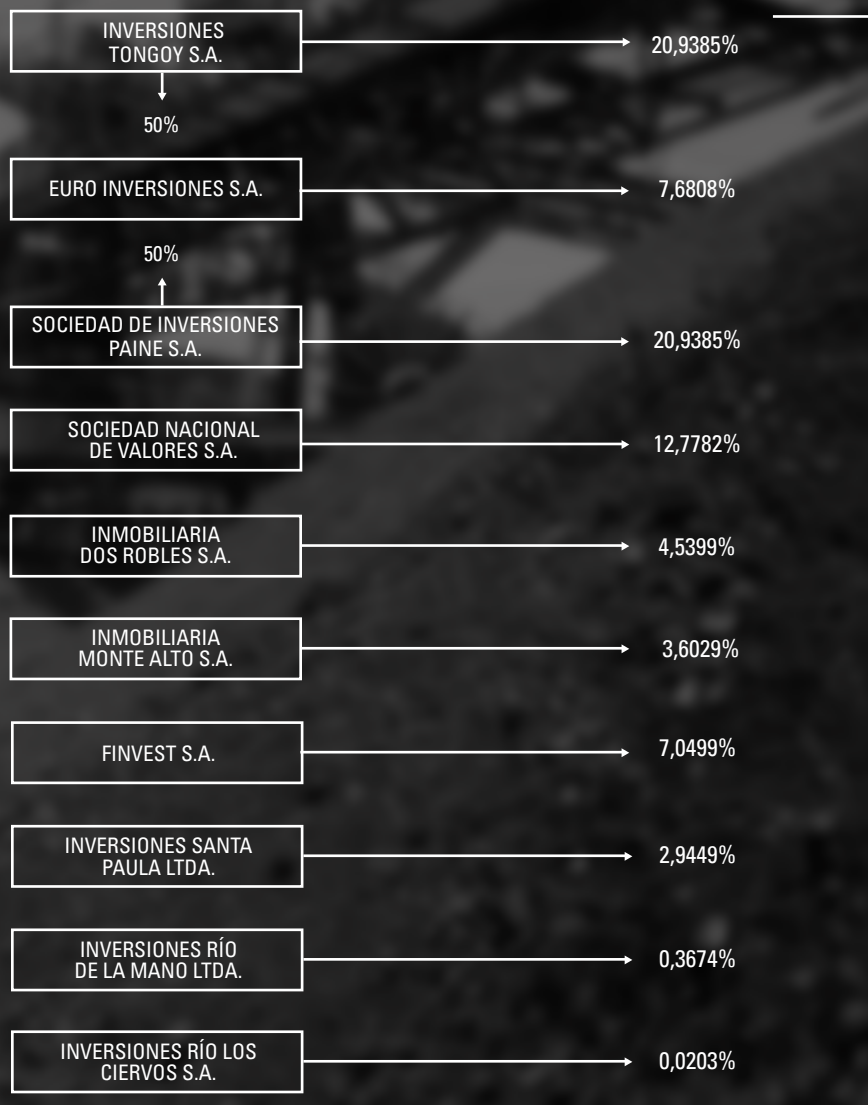 INVERSIONES
TONGOY S.A.
20,9385%
50%
EURO INVERSIONES S.A.
7,6808%
50%
SOCIEDAD DE INVERSIONES
PAINE S.A.
20,9385%
SOCIEDAD NACIONAL
DE VALORES S.A.
12,7782%
INMOBILIARIA
DOS ROBLES S.A.
4,5399%
INMOBILIARIA
MONTE ALTO S.A.
3,6029%
FINVEST S.A.
7,0499%
INVERSIONES SANTA
PAULA LTDA.
2,9449%
INVERSIONES RÍO
DE LA MANO LTDA.
0,3674%
INVERSIONES RÍO LOS
CIERVOS S.A.
0,0203%